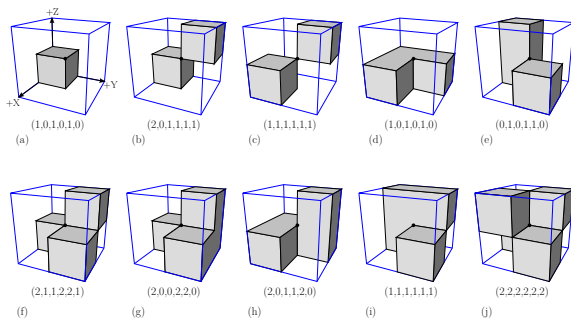 +Z
+Y
+X
(1,0,1,0,1,0)
(2,0,1,1,1,1)
(1,1,1,1,1,1)
(1,0,1,0,1,0)
(0,1,0,1,1,0)
(a)
(b)
(c)
(d)
(e)
(2,1,1,2,2,1)
(2,0,0,2,2,0)
(2,0,1,1,2,0)
(1,1,1,1,1,1)
(2,2,2,2,2,2)
(f)
(g)
(h)
(i)
(j)